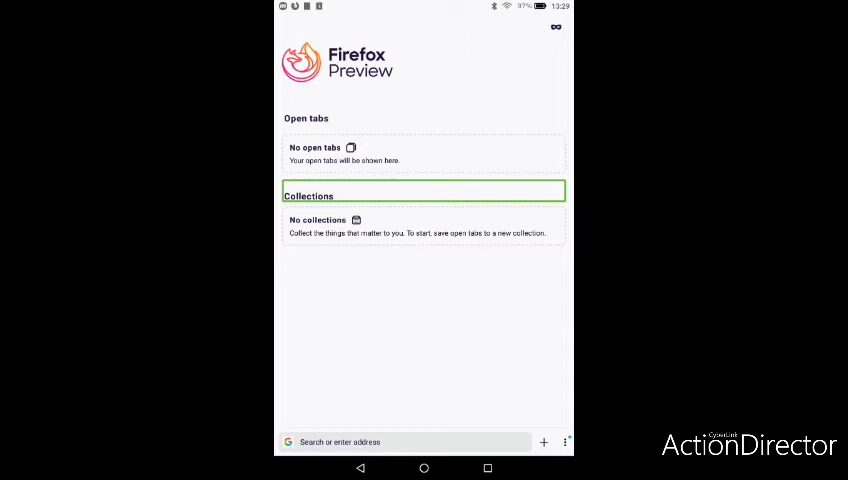 97% 13:29
Firefox
Preview
Open tabs
No open tabs
Your open tabs will be shown here.
Collections
No collections
Collect the things that matter to you. To start, save open tabs to a new collection.
G Search or enter address
CyberLink
ActionDirector